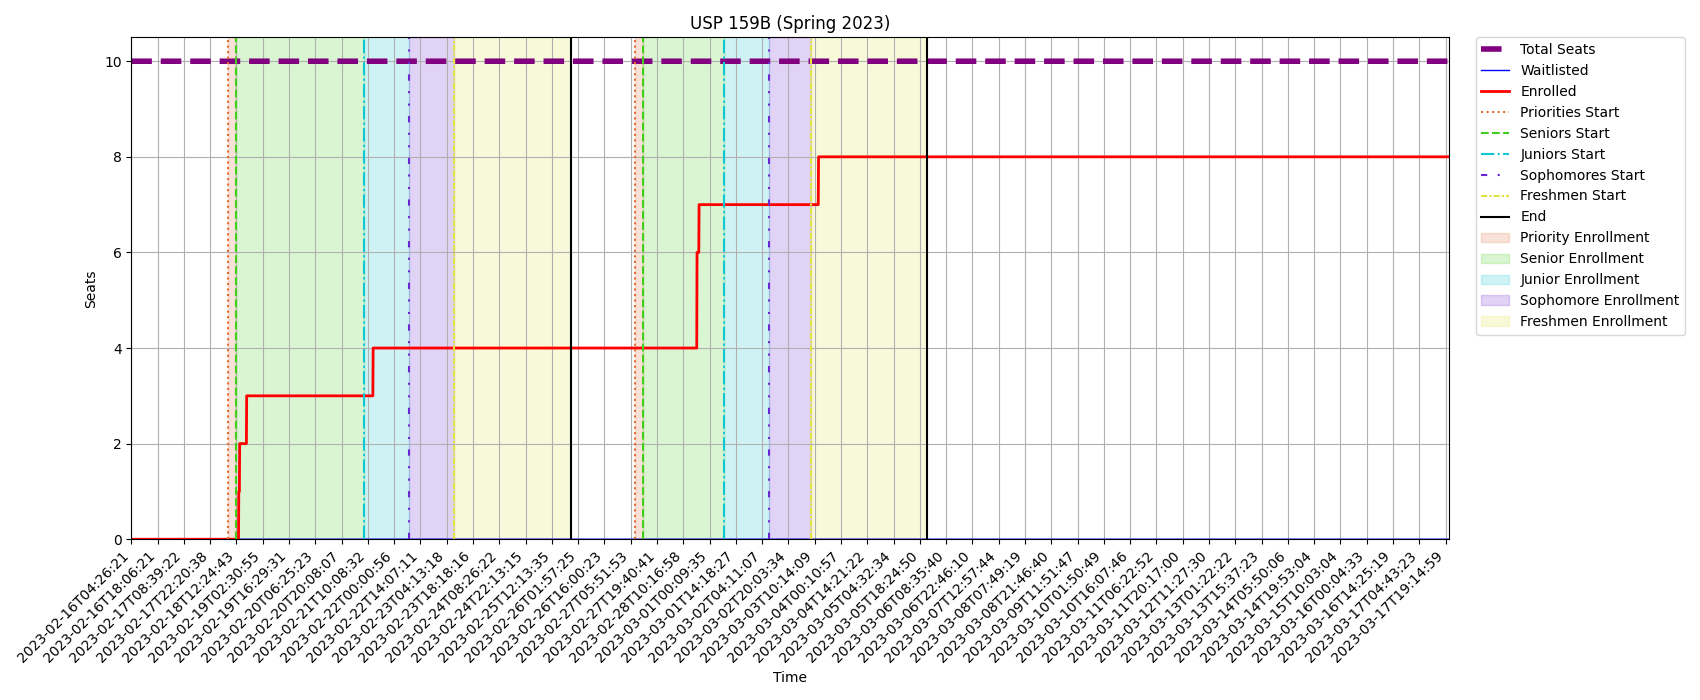 USP 159B (Spring 2023)
Seats
10
8
6
4
2
0
2023-02-16T04:26:21
2023-02-16T18:06:21
2023-02-17T08:39:22
2023-02-17T22:20:38
2023-02-18T12:24:43
2023-02-19T02:30:55
2023-02-19T16:29:31
2023-02-20T06:25:23
2023-02-20T20:08:07
2023-02-21T10:08:32
2023-02-22T00:00:56
2023-02-22T14:07:11
2023-02-23T04:13:18
2023-02-23T18:18:16
2023-02-24T08:26:22
2023-02-24T22:13:15
2023-02-25T12:13:35
2023-02-26T01:57:25
2023-02-26T16:00:23
2023-02-27T05:51:53
2023-02-27T19:40:41
2023-02-28T10:16:58
2023-03-01T00:09:35
2023-03-01T14:18:27
2023-03-02T04:11:07
2023-03-02T20:03:34
2023-03-03T10:14:09
2023-03-04T00:10:57
2023-03-04T14:21:22
2023-03-05T04:32:34
2023-03-05T18:24:50
2023-03-06T08:35:40
2023-03-06T22:46:10
2023-03-07T12:57:44
2023-03-08T07:49:19
2023-03-08T21:46:40
2023-03-09T11:51:47
2023-03-10T01:50:49
2023-03-10T16:07:46
2023-03-11T06:22:52
2023-03-11T20:17:00
2023-03-12T11:27:30
2023-03-13T01:22:22
2023-03-13T15:37:23
2023-03-14T05:50:06
2023-03-14T19:53:04
2023-03-15T10:03:04
2023-03-16T00:04:33
2023-03-16T14:25:19
2023-03-17T04:43:23
2023-03-17T19:14:59
Time
Total Seats
Waitlisted
Enrolled
Priorities Start
Seniors Start
Juniors Start
Sophomores Start
Freshmen Start
End
Priority Enrollment
Senior Enrollment
Junior Enrollment
Sophomore Enrollment
Freshmen Enrollment